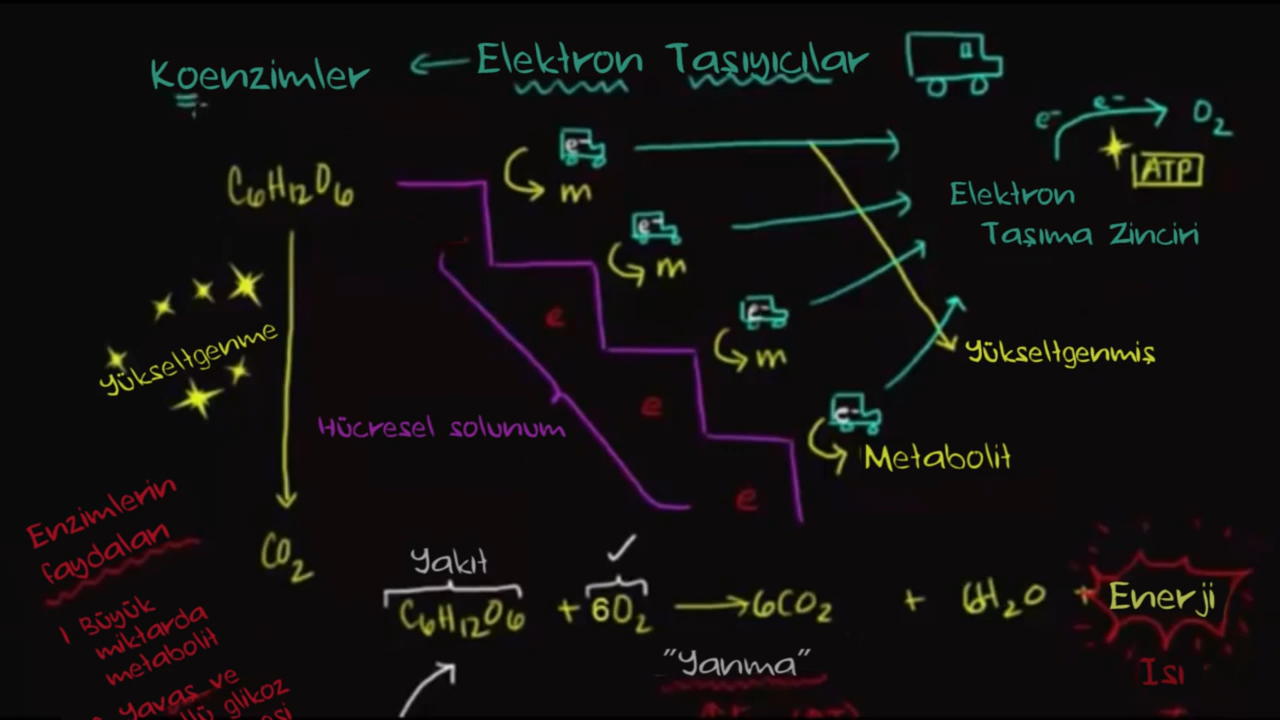 Koenzimler ← Elektron Taşıyıcılar
e⁻ e⁻ → O₂
ATP
e⁻
m
C₆H₁₂O₆
Elektron
Taşıma Zinciri
e⁻
m
e⁻
m
e
Yükseltgenme
Yükseltgenmiş
e
Hücresel solunum
e⁻
Metabolit
e
Enzimlerin
faydaları
CO₂
Yakıt
C₆H₁₂O₆ + 6O₂ → 6CO₂ + 6H₂O + Enerji
1 Büyük
miktarda
metabolit
"Yanma"
Isı
yavaş ve
glikoz